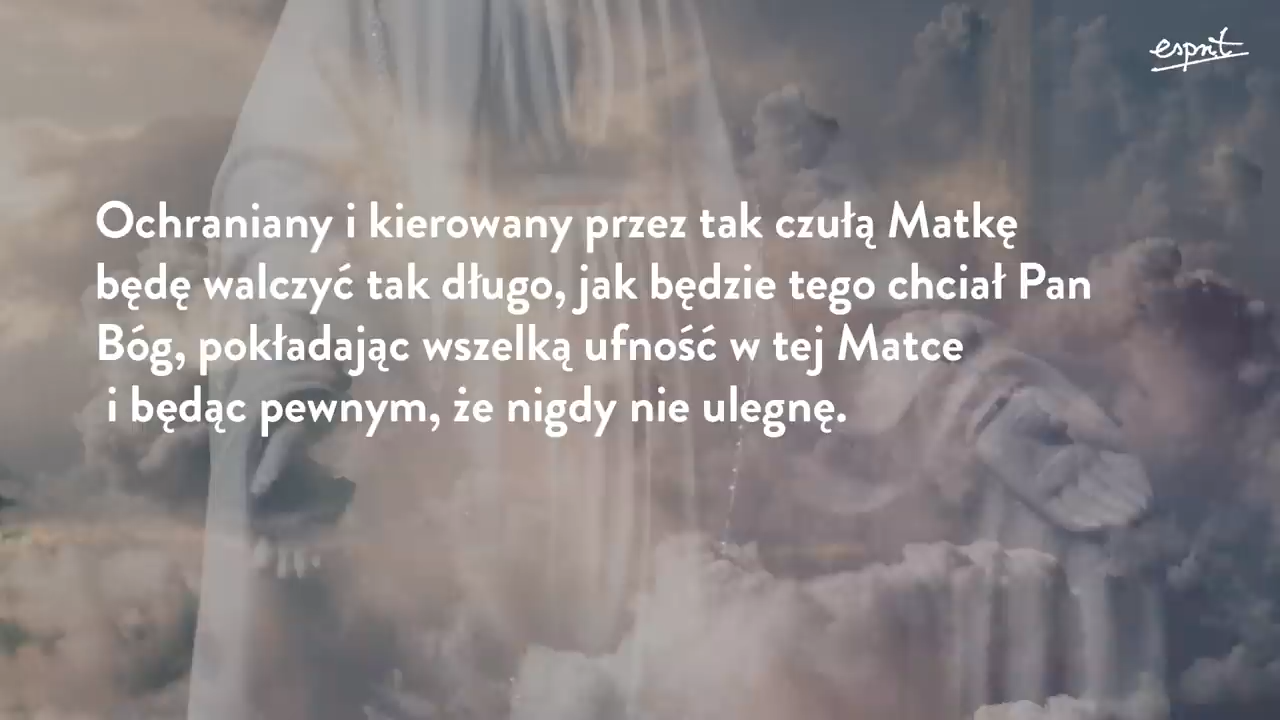 esprit
Ochraniany i kierowany przez tak czułą Matkę
będę walczyć tak długo, jak będzie tego chciał Pan
Bóg, pokładając wszelką ufność w tej Matce
i będąc pewnym, że nigdy nie ulegnę.